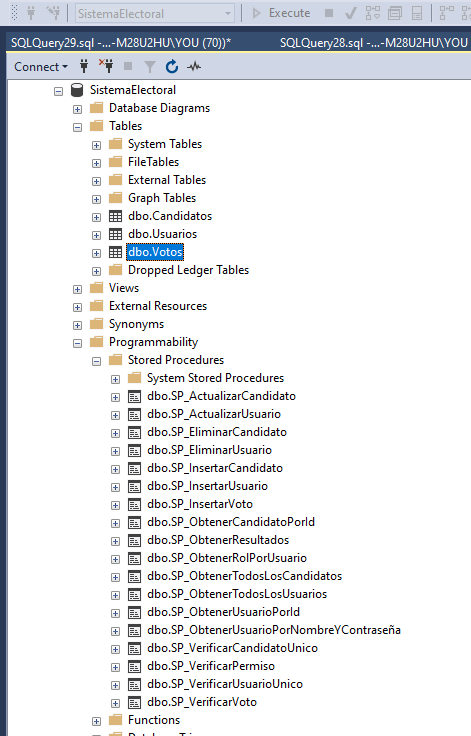 SistemaElectoral Execute
SQLQuery29.sql -...-M28U2HU\YOU (70))* SQLQuery28.sql -...-M28U2HU\YOU
Connect
SistemaElectoral
Database Diagrams
Tables
System Tables
FileTables
External Tables
Graph Tables
dbo.Candidatos
dbo.Usuarios
dbo.Votos
Dropped Ledger Tables
Views
External Resources
Synonyms
Programmability
Stored Procedures
System Stored Procedures
dbo.SP_ActualizarCandidato
dbo.SP_ActualizarUsuario
dbo.SP_EliminarCandidato
dbo.SP_EliminarUsuario
dbo.SP_InsertarCandidato
dbo.SP_InsertarUsuario
dbo.SP_InsertarVoto
dbo.SP_ObtenerCandidatoPorId
dbo.SP_ObtenerResultados
dbo.SP_ObtenerRolPorUsuario
dbo.SP_ObtenerTodosLosCandidatos
dbo.SP_ObtenerTodosLosUsuarios
dbo.SP_ObtenerUsuarioPorId
dbo.SP_ObtenerUsuarioPorNombreYContraseña
dbo.SP_VerificarCandidatoUnico
dbo.SP_VerificarPermiso
dbo.SP_VerificarUsuarioUnico
dbo.SP_VerificarVoto
Functions